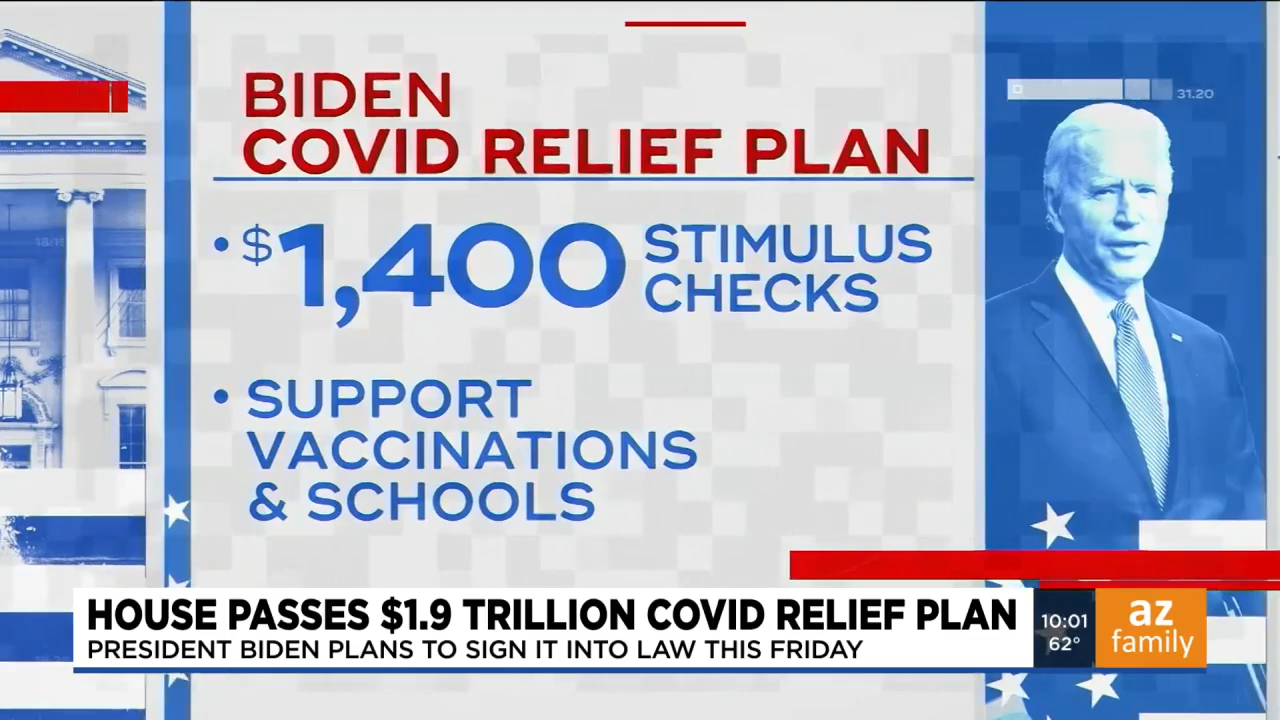 BIDEN
COVID RELIEF PLAN
31.20
• $1,400 STIMULUS
CHECKS
• SUPPORT
VACCINATIONS
& SCHOOLS
HOUSE PASSES $1.9 TRILLION COVID RELIEF PLAN
PRESIDENT BIDEN PLANS TO SIGN IT INTO LAW THIS FRIDAY
10:01
62°
az
family